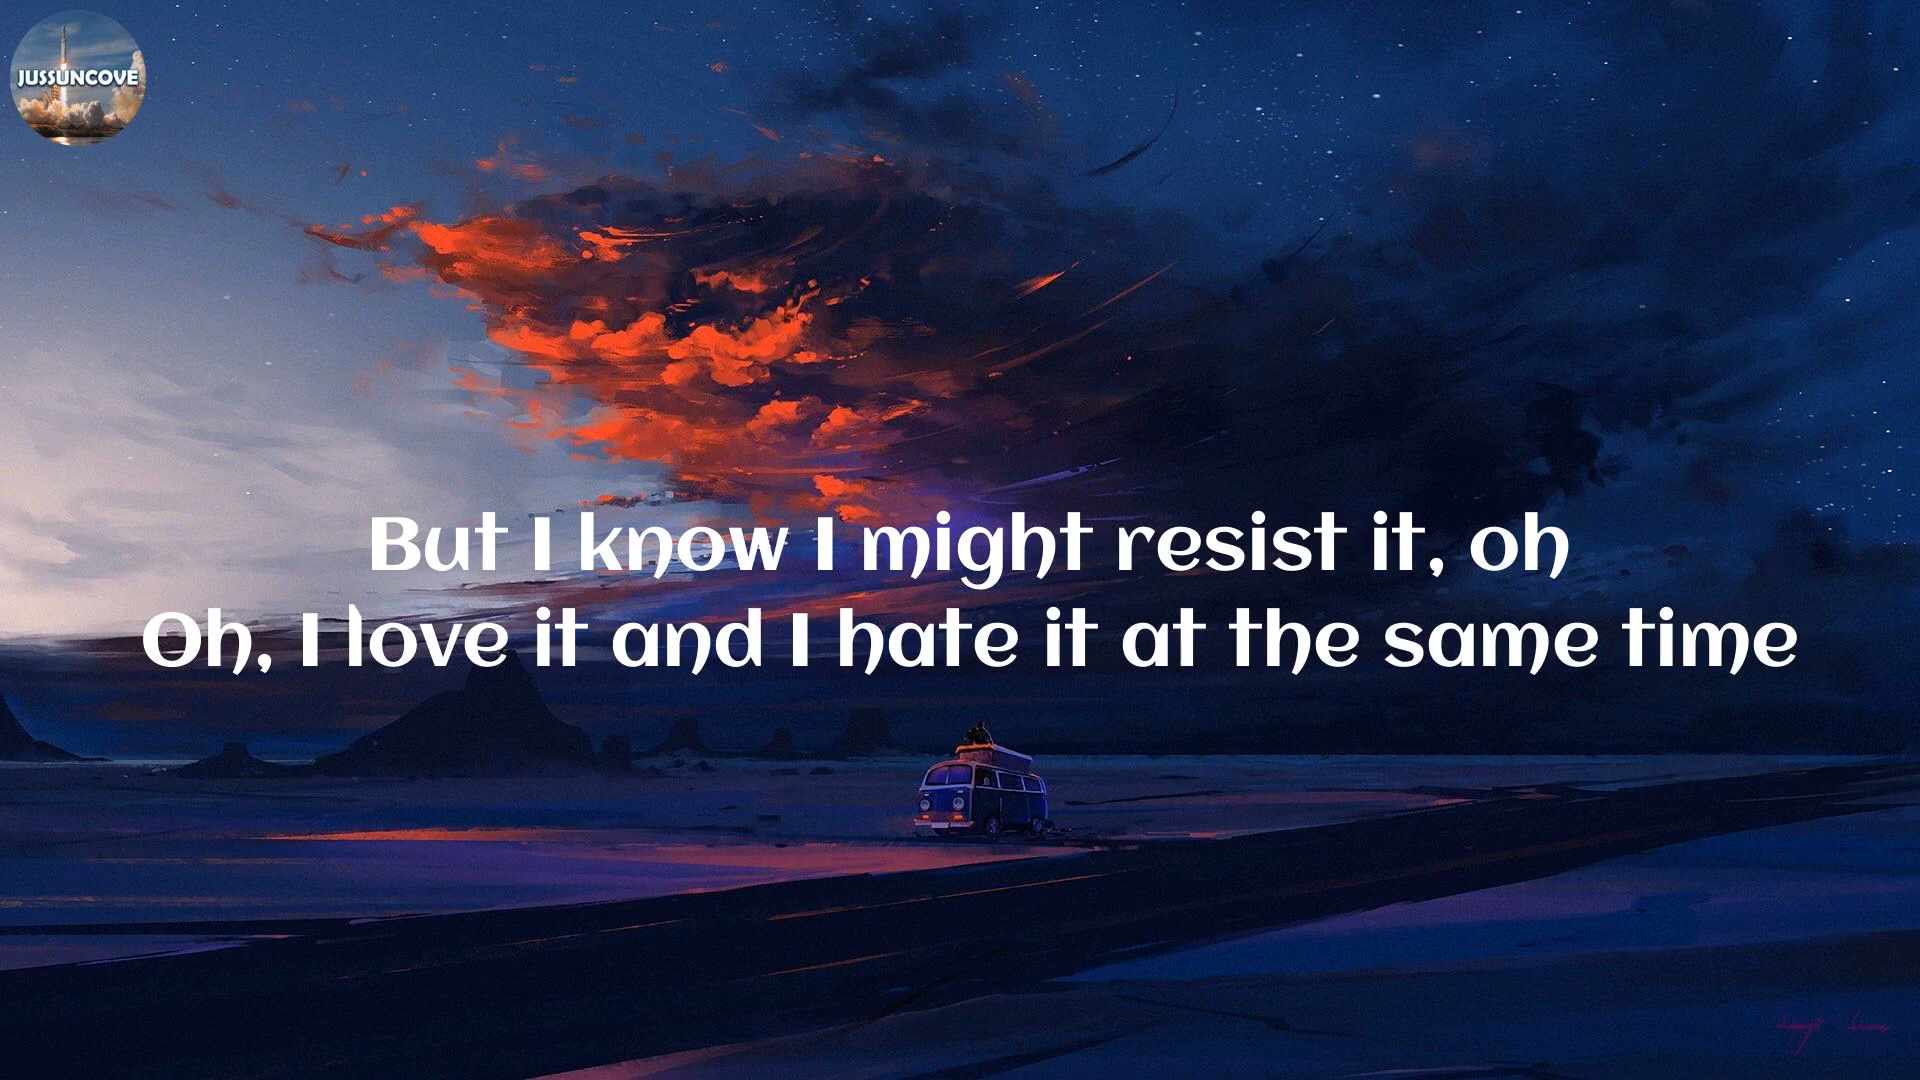 JUSSUNCOVE
But I know I might resist it, oh
Oh, I love it and I hate it at the same time